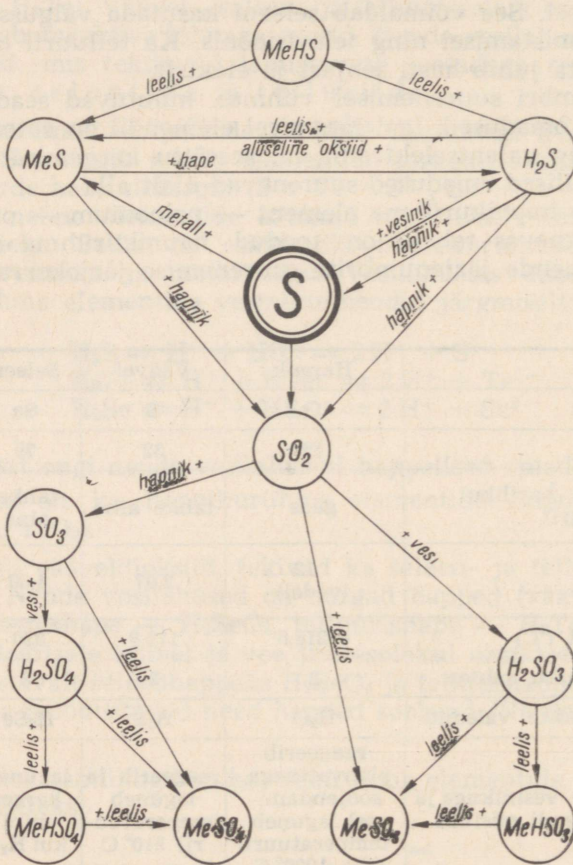 MeHS
leelis + leelis +
MeS
leelis +
aluseline oksiid +
+ hape
H₂S
metall +
+ vesinik
hapnik +
S
+ hapnik
hapnik +
SO₂
hapnik +
SO₃
+ vesi
vesi +
+ leelis
+ leelis
H₂SO₄
H₂SO₃
+ leelis
leelis +
leelis +
leelis +
MeHSO₄
+ leelis
MeSO₄
MeSO₃
leelis +
MeHSO₃